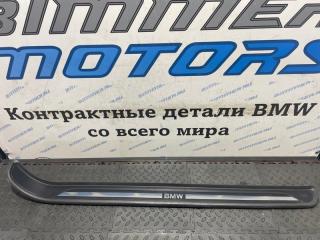 BIMMER
MOTORS
Контрактные детали BMW
со всего мира
BMW